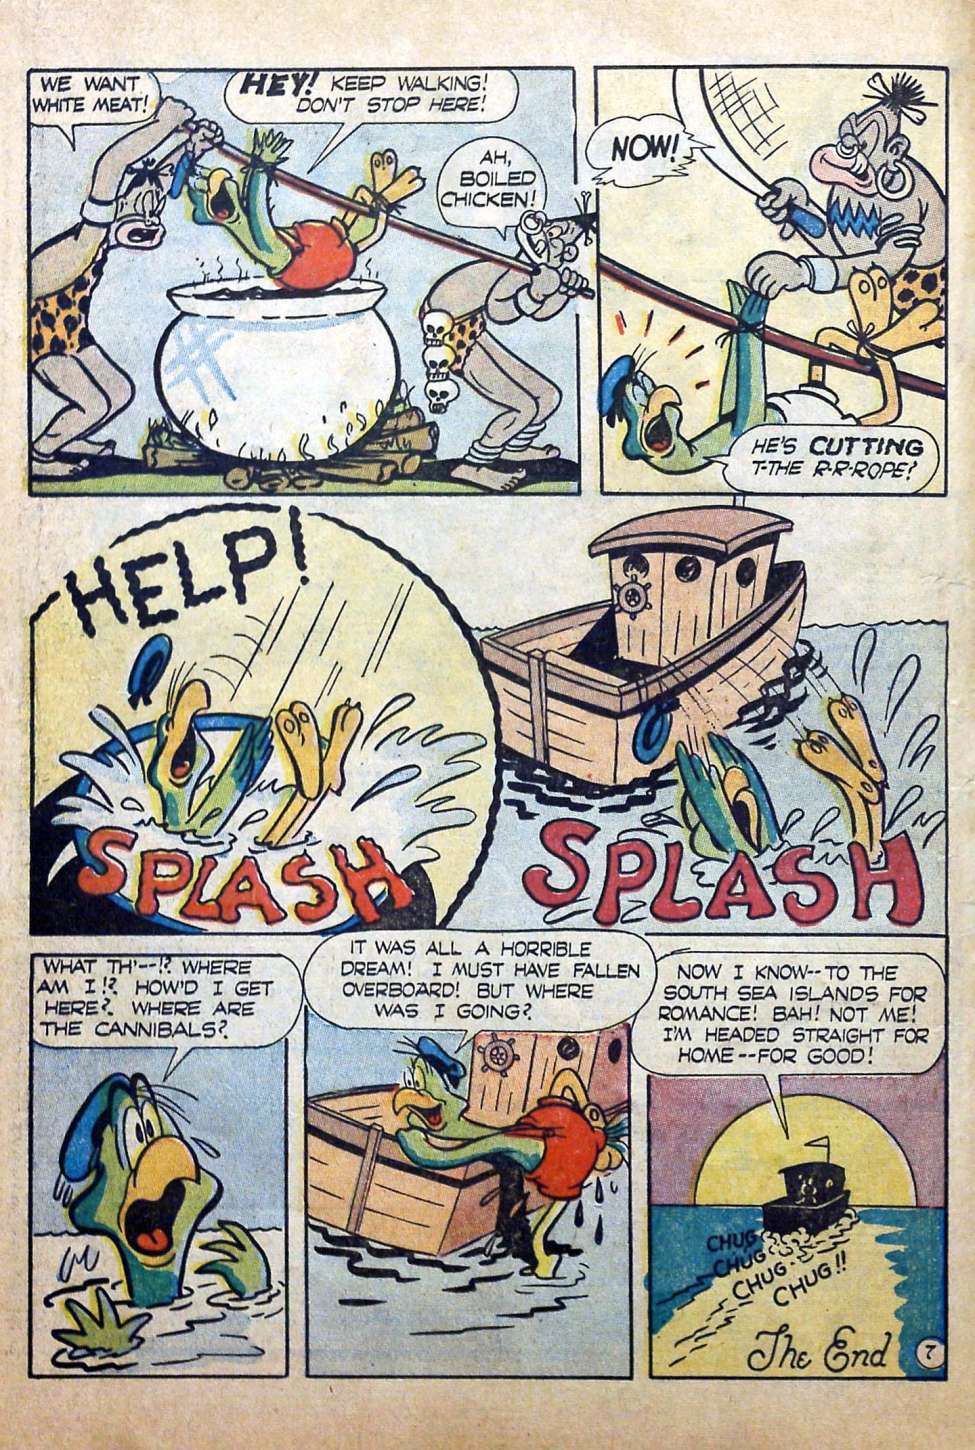 WE WANT
WHITE MEAT!
HEY! KEEP WALKING!
DON'T STOP HERE!
AH,
BOILED
CHICKEN!
NOW!
HE'S CUTTING
T-THE R-R-ROPE!
HELP!
SPLASH
SPLASH
WHAT TH'--!? WHERE
AM I!? HOW'D I GET
HERE? WHERE ARE
THE CANNIBALS?
IT WAS ALL A HORRIBLE
DREAM! I MUST HAVE FALLEN
OVERBOARD! BUT WHERE
WAS I GOING?
NOW I KNOW--TO THE
SOUTH SEA ISLANDS FOR
ROMANCE! BAH! NOT ME!
I'M HEADED STRAIGHT FOR
HOME--FOR GOOD!
CHUG
CHUG
CHUG-
CHUG!!
The End
7